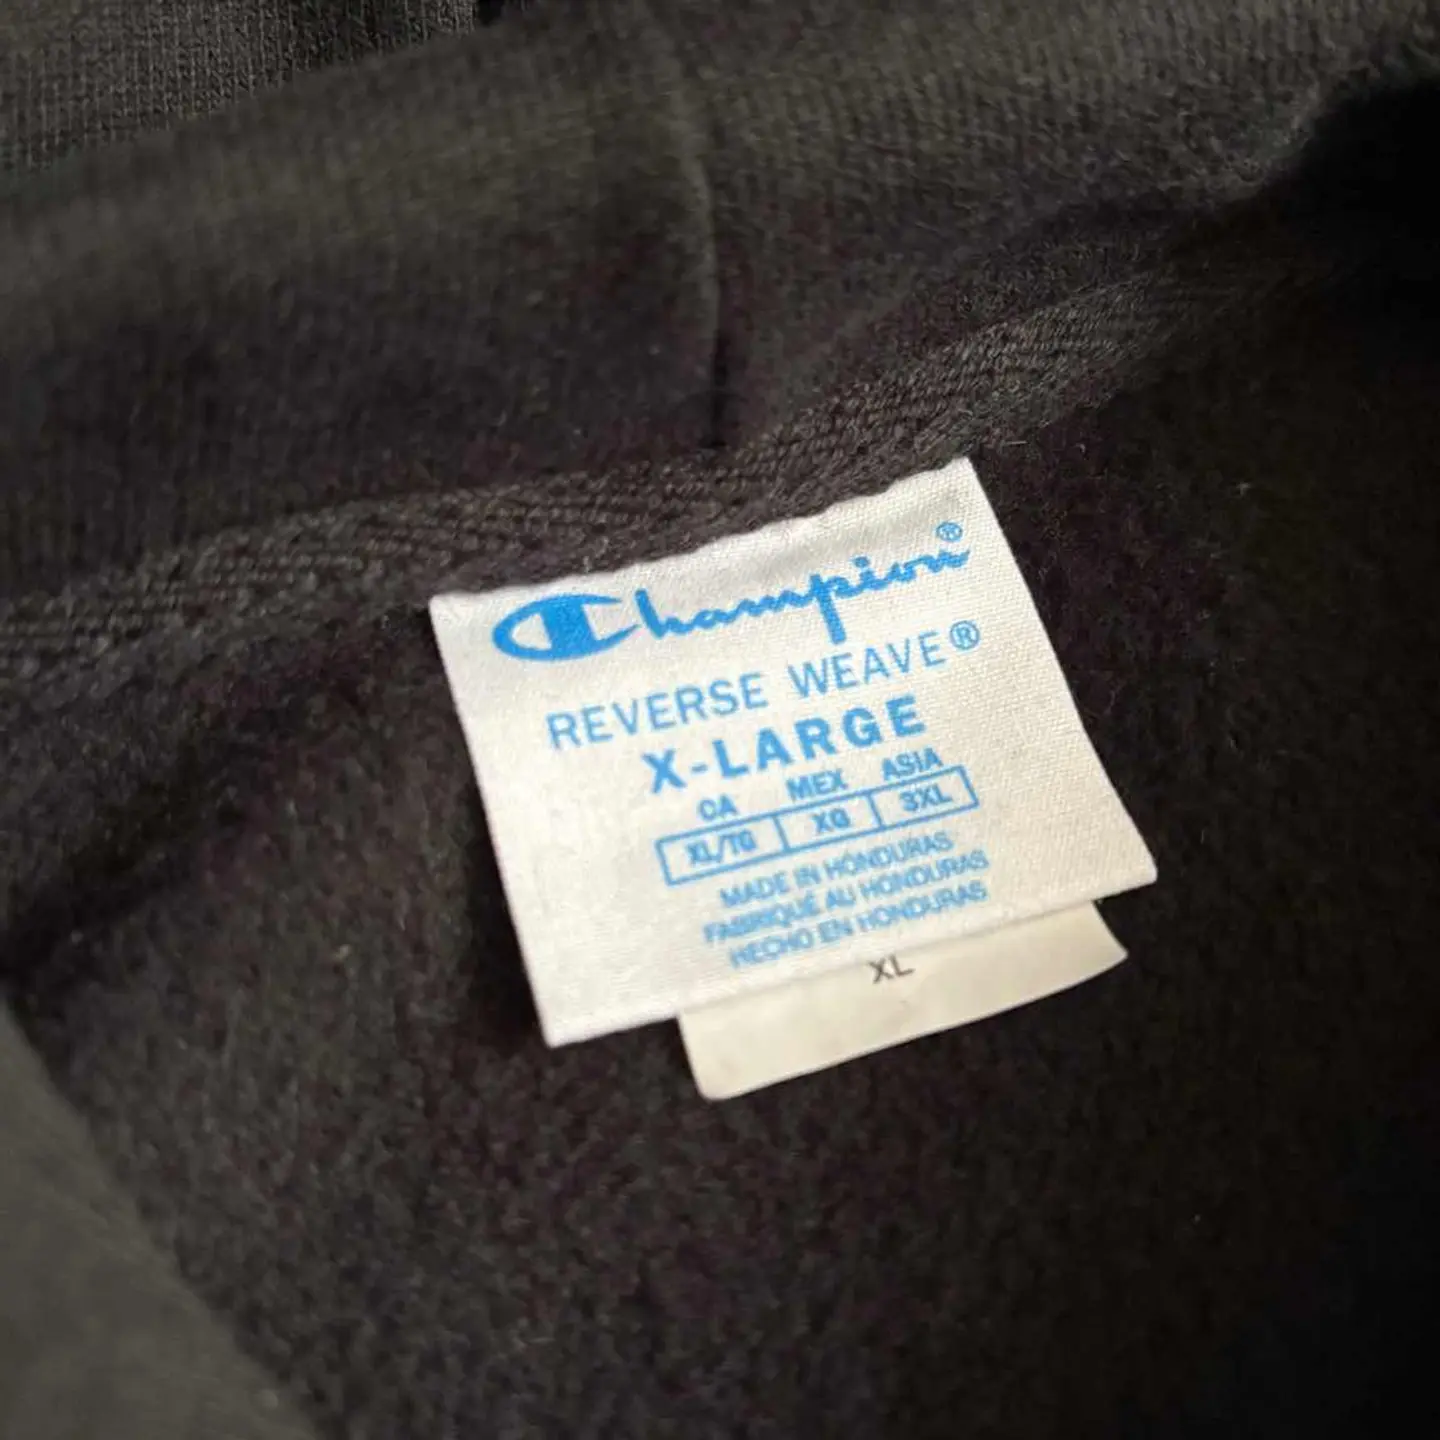 Champion®
REVERSE WEAVE®
X-LARGE
CA MEX ASIA
XL/TG XG 3XL
MADE IN HONDURAS
FABRIQUÉ AU HONDURAS
HECHO EN HONDURAS
XL